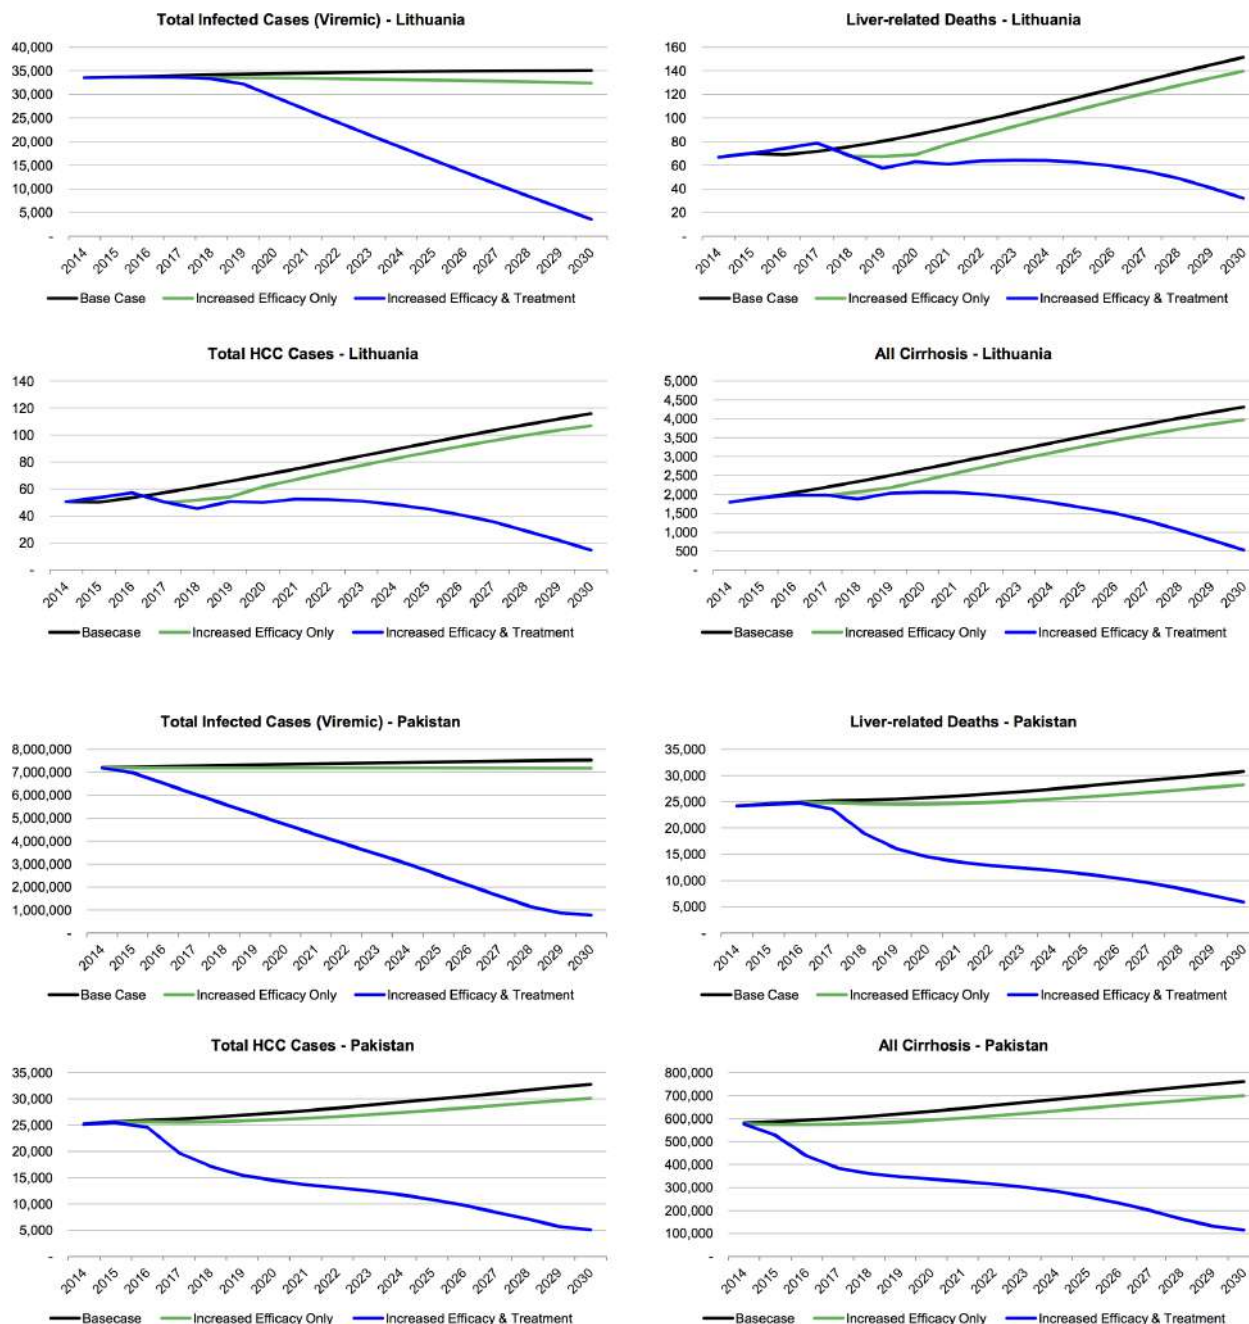 Total Infected Cases (Viremic) - Lithuania
40,000
35,000
30,000
25,000
20,000
15,000
10,000
5,000
-
2014 2015 2016 2017 2018 2019 2020 2021 2022 2023 2024 2025 2026 2027 2028 2029 2030
Base Case Increased Efficacy Only Increased Efficacy & Treatment
Liver-related Deaths - Lithuania
160
140
120
100
80
60
40
20
-
2014 2015 2016 2017 2018 2019 2020 2021 2022 2023 2024 2025 2026 2027 2028 2029 2030
Base Case Increased Efficacy Only Increased Efficacy & Treatment
Total HCC Cases - Lithuania
140
120
100
80
60
40
20
-
2014 2015 2016 2017 2018 2019 2020 2021 2022 2023 2024 2025 2026 2027 2028 2029 2030
Basecase Increased Efficacy Only Increased Efficacy & Treatment
All Cirrhosis - Lithuania
5,000
4,500
4,000
3,500
3,000
2,500
2,000
1,500
1,000
500
-
2014 2015 2016 2017 2018 2019 2020 2021 2022 2023 2024 2025 2026 2027 2028 2029 2030
Basecase Increased Efficacy Only Increased Efficacy & Treatment
Total Infected Cases (Viremic) - Pakistan
8,000,000
7,000,000
6,000,000
5,000,000
4,000,000
3,000,000
2,000,000
1,000,000
-
2014 2015 2016 2017 2018 2019 2020 2021 2022 2023 2024 2025 2026 2027 2028 2029 2030
Base Case Increased Efficacy Only Increased Efficacy & Treatment
Liver-related Deaths - Pakistan
35,000
30,000
25,000
20,000
15,000
10,000
5,000
-
2014 2015 2016 2017 2018 2019 2020 2021 2022 2023 2024 2025 2026 2027 2028 2029 2030
Base Case Increased Efficacy Only Increased Efficacy & Treatment
Total HCC Cases - Pakistan
35,000
30,000
25,000
20,000
15,000
10,000
5,000
-
2014 2015 2016 2017 2018 2019 2020 2021 2022 2023 2024 2025 2026 2027 2028 2029 2030
Basecase Increased Efficacy Only Increased Efficacy & Treatment
All Cirrhosis - Pakistan
800,000
700,000
600,000
500,000
400,000
300,000
200,000
100,000
-
2014 2015 2016 2017 2018 2019 2020 2021 2022 2023 2024 2025 2026 2027 2028 2029 2030
Basecase Increased Efficacy Only Increased Efficacy & Treatment